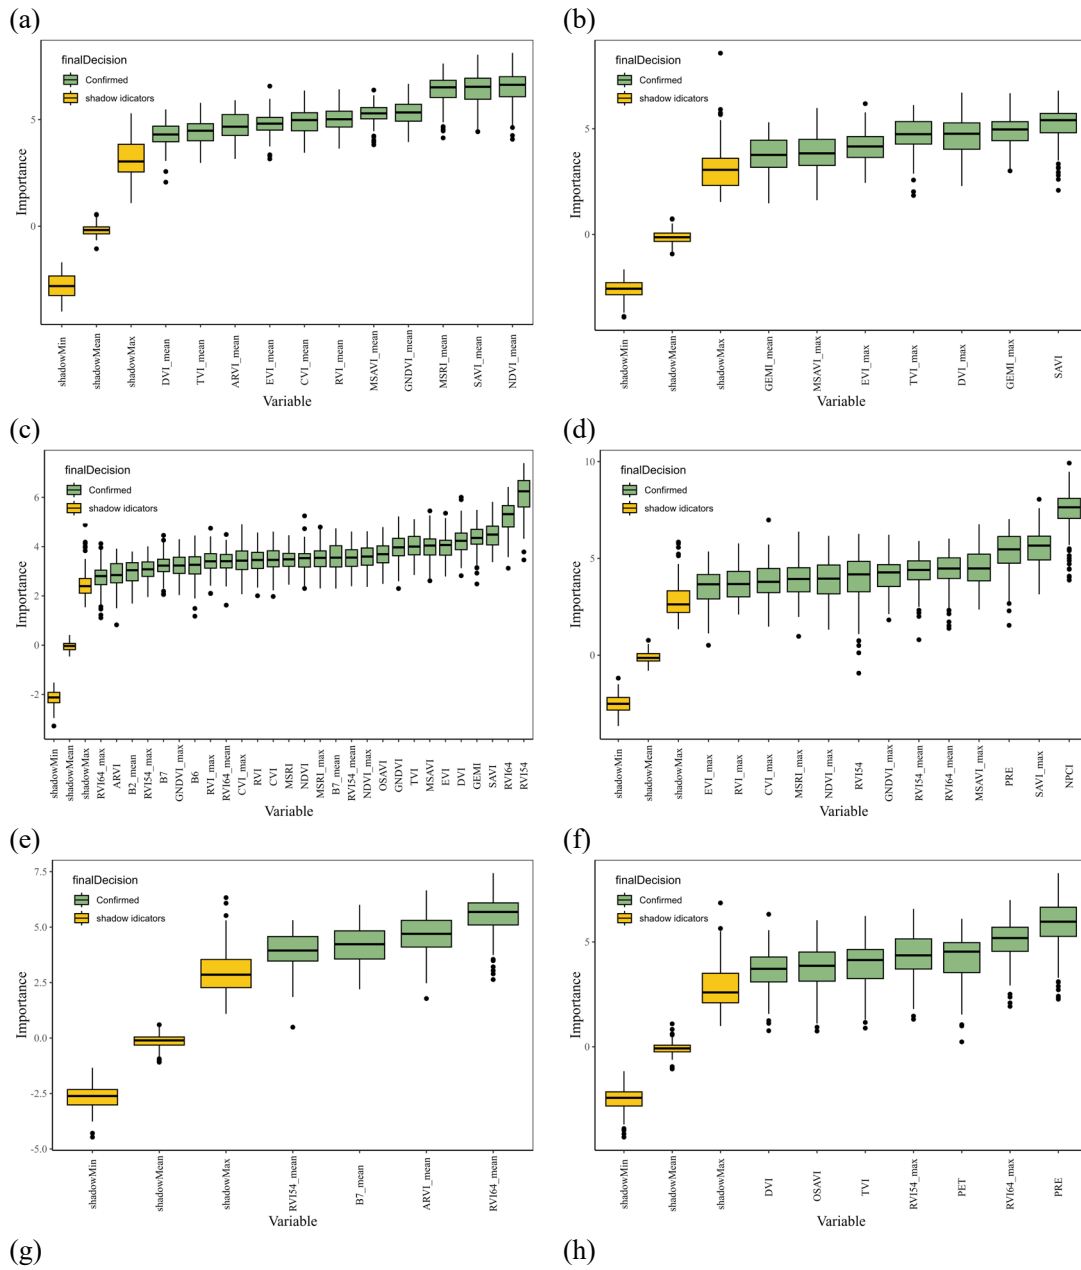 (a)
finalDecision
Confirmed
shadow idicators
Importance
5
0
shadowMin
shadowMean
shadowMax
DVI_mean
TVI_mean
ARVI_mean
EVI_mean
CVI_mean
RVI_mean
MSAVI_mean
GNDVI_mean
MSRI_mean
SAVI_mean
NDVI_mean
Variable
(b)
finalDecision
Confirmed
shadow idicators
Importance
5
0
shadowMin
shadowMean
shadowMax
GEMI_mean
MSAVI_max
EVI_max
TVI_max
DVI_max
GEMI_max
SAVI
Variable
(c)
finalDecision
Confirmed
shadow idicators
Importance
6
4
2
0
-2
shadowMin
shadowMean
shadowMax
RVI64_max
ARVI
B2_mean
RVI54_max
B7
GNDVI_max
B6
RVI_max
RVI64_mean
CVI_max
RVI
CVI
MSRI
NDVI
MSRI_max
B7_mean
RVI54_mean
NDVI_max
OSAVI
GNDVI
TVI
MSAVI
EVI
DVI
GEMI
SAVI
RVI64
RVI54
Variable
(d)
finalDecision
Confirmed
shadow idicators
Importance
10
5
0
shadowMin
shadowMean
shadowMax
EVI_max
RVI_max
CVI_max
MSRI_max
NDVI_max
RVI54
GNDVI_max
RVI54_mean
RVI64_mean
MSAVI_max
PRE
SAVI_max
NPCI
Variable
(e)
finalDecision
Confirmed
shadow idicators
Importance
7.5
5.0
2.5
0.0
-2.5
-5.0
shadowMin
shadowMean
shadowMax
RVI54_mean
B7_mean
ARVI_mean
RVI64_mean
Variable
(f)
finalDecision
Confirmed
shadow idicators
Importance
5
0
shadowMin
shadowMean
shadowMax
DVI
OSAVI
TVI
RVI54_max
PET
RVI64_max
PRE
Variable
(g)
(h)